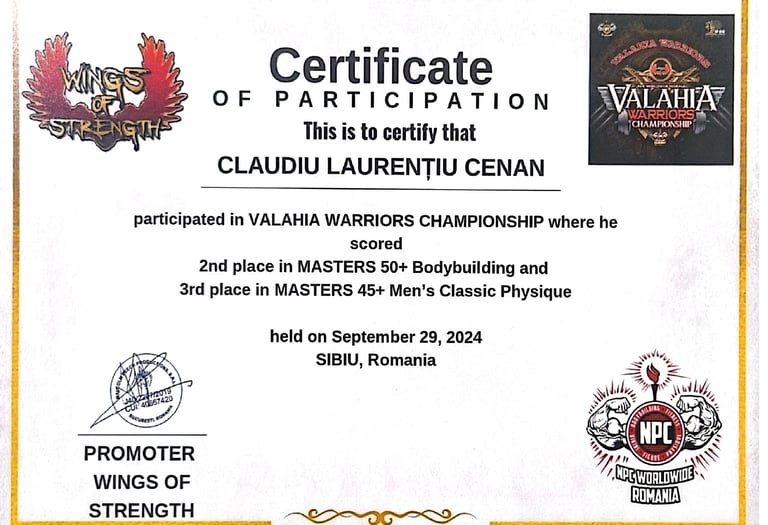 WINGS
OF
STRENGTH
Certificate
OF PARTICIPATION
This is to certify that
CLAUDIU LAURENȚIU CENAN
VALAHIA WARRIORS
VALAHIA
WARRIORS
CHAMPIONSHIP
participated in VALAHIA WARRIORS CHAMPIONSHIP where he
scored
2nd place in MASTERS 50+ Bodybuilding and
3rd place in MASTERS 45+ Men's Classic Physique
held on September 29, 2024
SIBIU, Romania
PROMOTER
WINGS OF
STRENGTH
NPC
NPC WORLDWIDE
ROMANIA